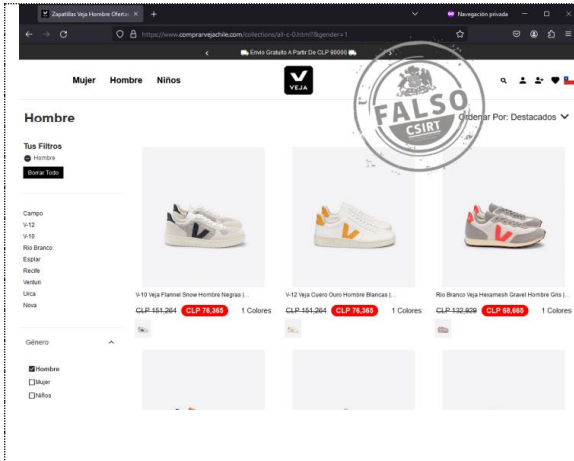 Zapatillas Veja Hombre Ofertas
Navegación privada
https://www.comprarvejachile.com/collections/all-c-0.html?lkgender=1
Envio Gratuito A Partir De CLP 90000
Mujer Hombre Niños
VEJA
FALSO
CSIRT
Hombre
Ordenar Por: Destacados
Tus Filtros
Hombre
Borrar Todo
Campo
V-12
V-10
Rio Branco
Esplar
Recife
Venturi
Urca
Nova
V-10 Veja Flannel Snow Hombre Negras |...
CLP 151,264 CLP 76,365 1 Colores
V-12 Veja Cuero Ouro Hombre Blancas |...
CLP 151,264 CLP 76,365 1 Colores
Rio Branco Veja Hexamesh Gravel Hombre Gris |...
CLP 132,929 CLP 68,665 1 Colores
Género
Hombre
Mujer
Niños